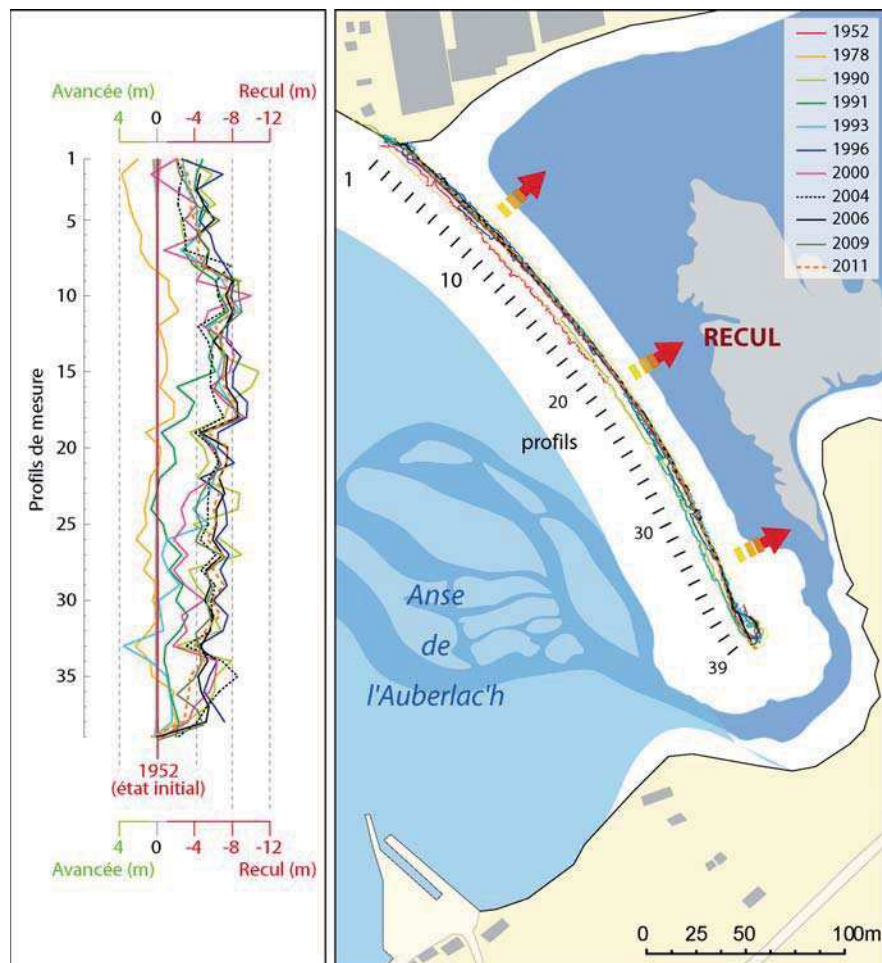 Avancée (m)
Recul (m)
4 0 -4 -8 -12
Profils de mesure
1
5
10
15
20
25
30
35
1952
(état initial)
4 0 -4 -8 -12
Avancée (m)
Recul (m)
1952
1978
1990
1991
1993
1996
2000
2004
2006
2009
2011
1
10
RECUL
20
profils
30
39
Anse
de
l'Auberlac'h
0 25 50 100m